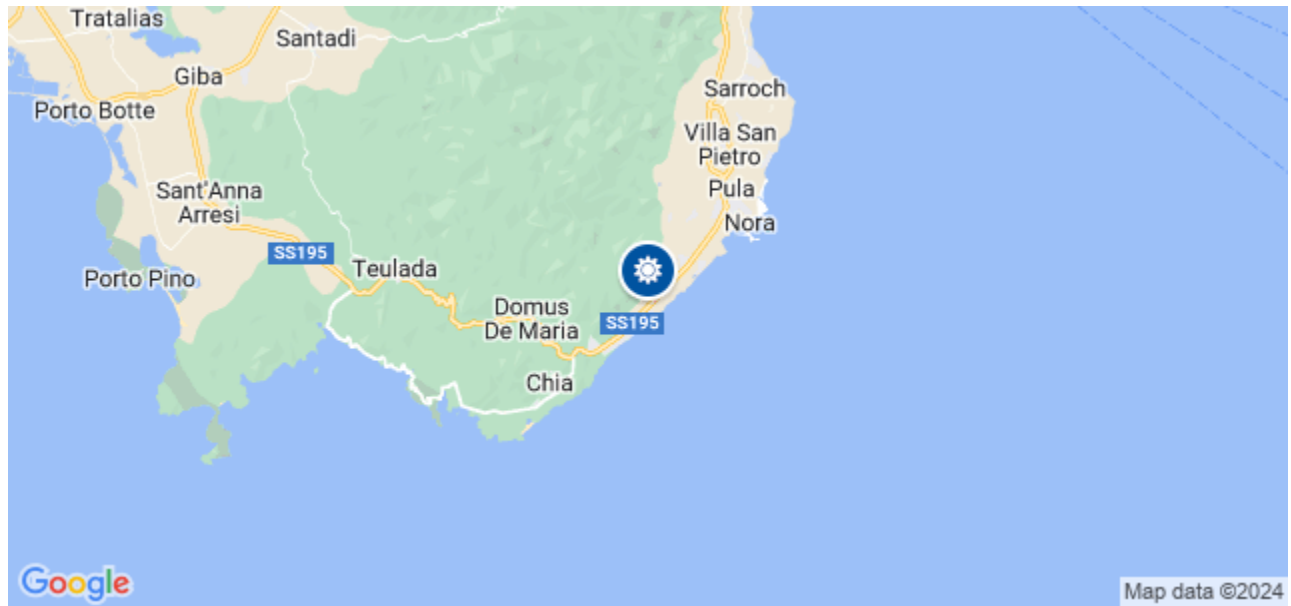 Tratalias
Santadi
Giba
Sarroch
Porto Botte
Villa San
Pietro
Sant'Anna
Arresi
Pula
Nora
SS195
Porto Pino
Teulada
Domus
De Maria
SS195
Chia
Google
Map data ©2024